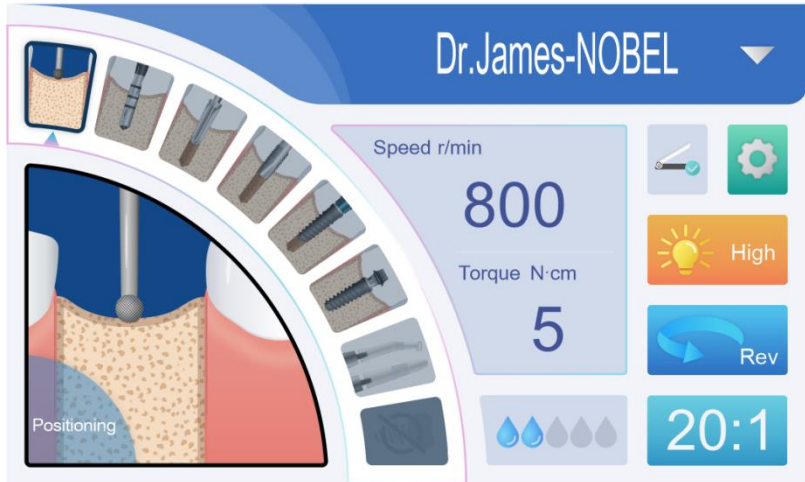 Dr.James-NOBEL
Speed r/min
800
Torque N·cm
5
High
Rev
Positioning
20:1